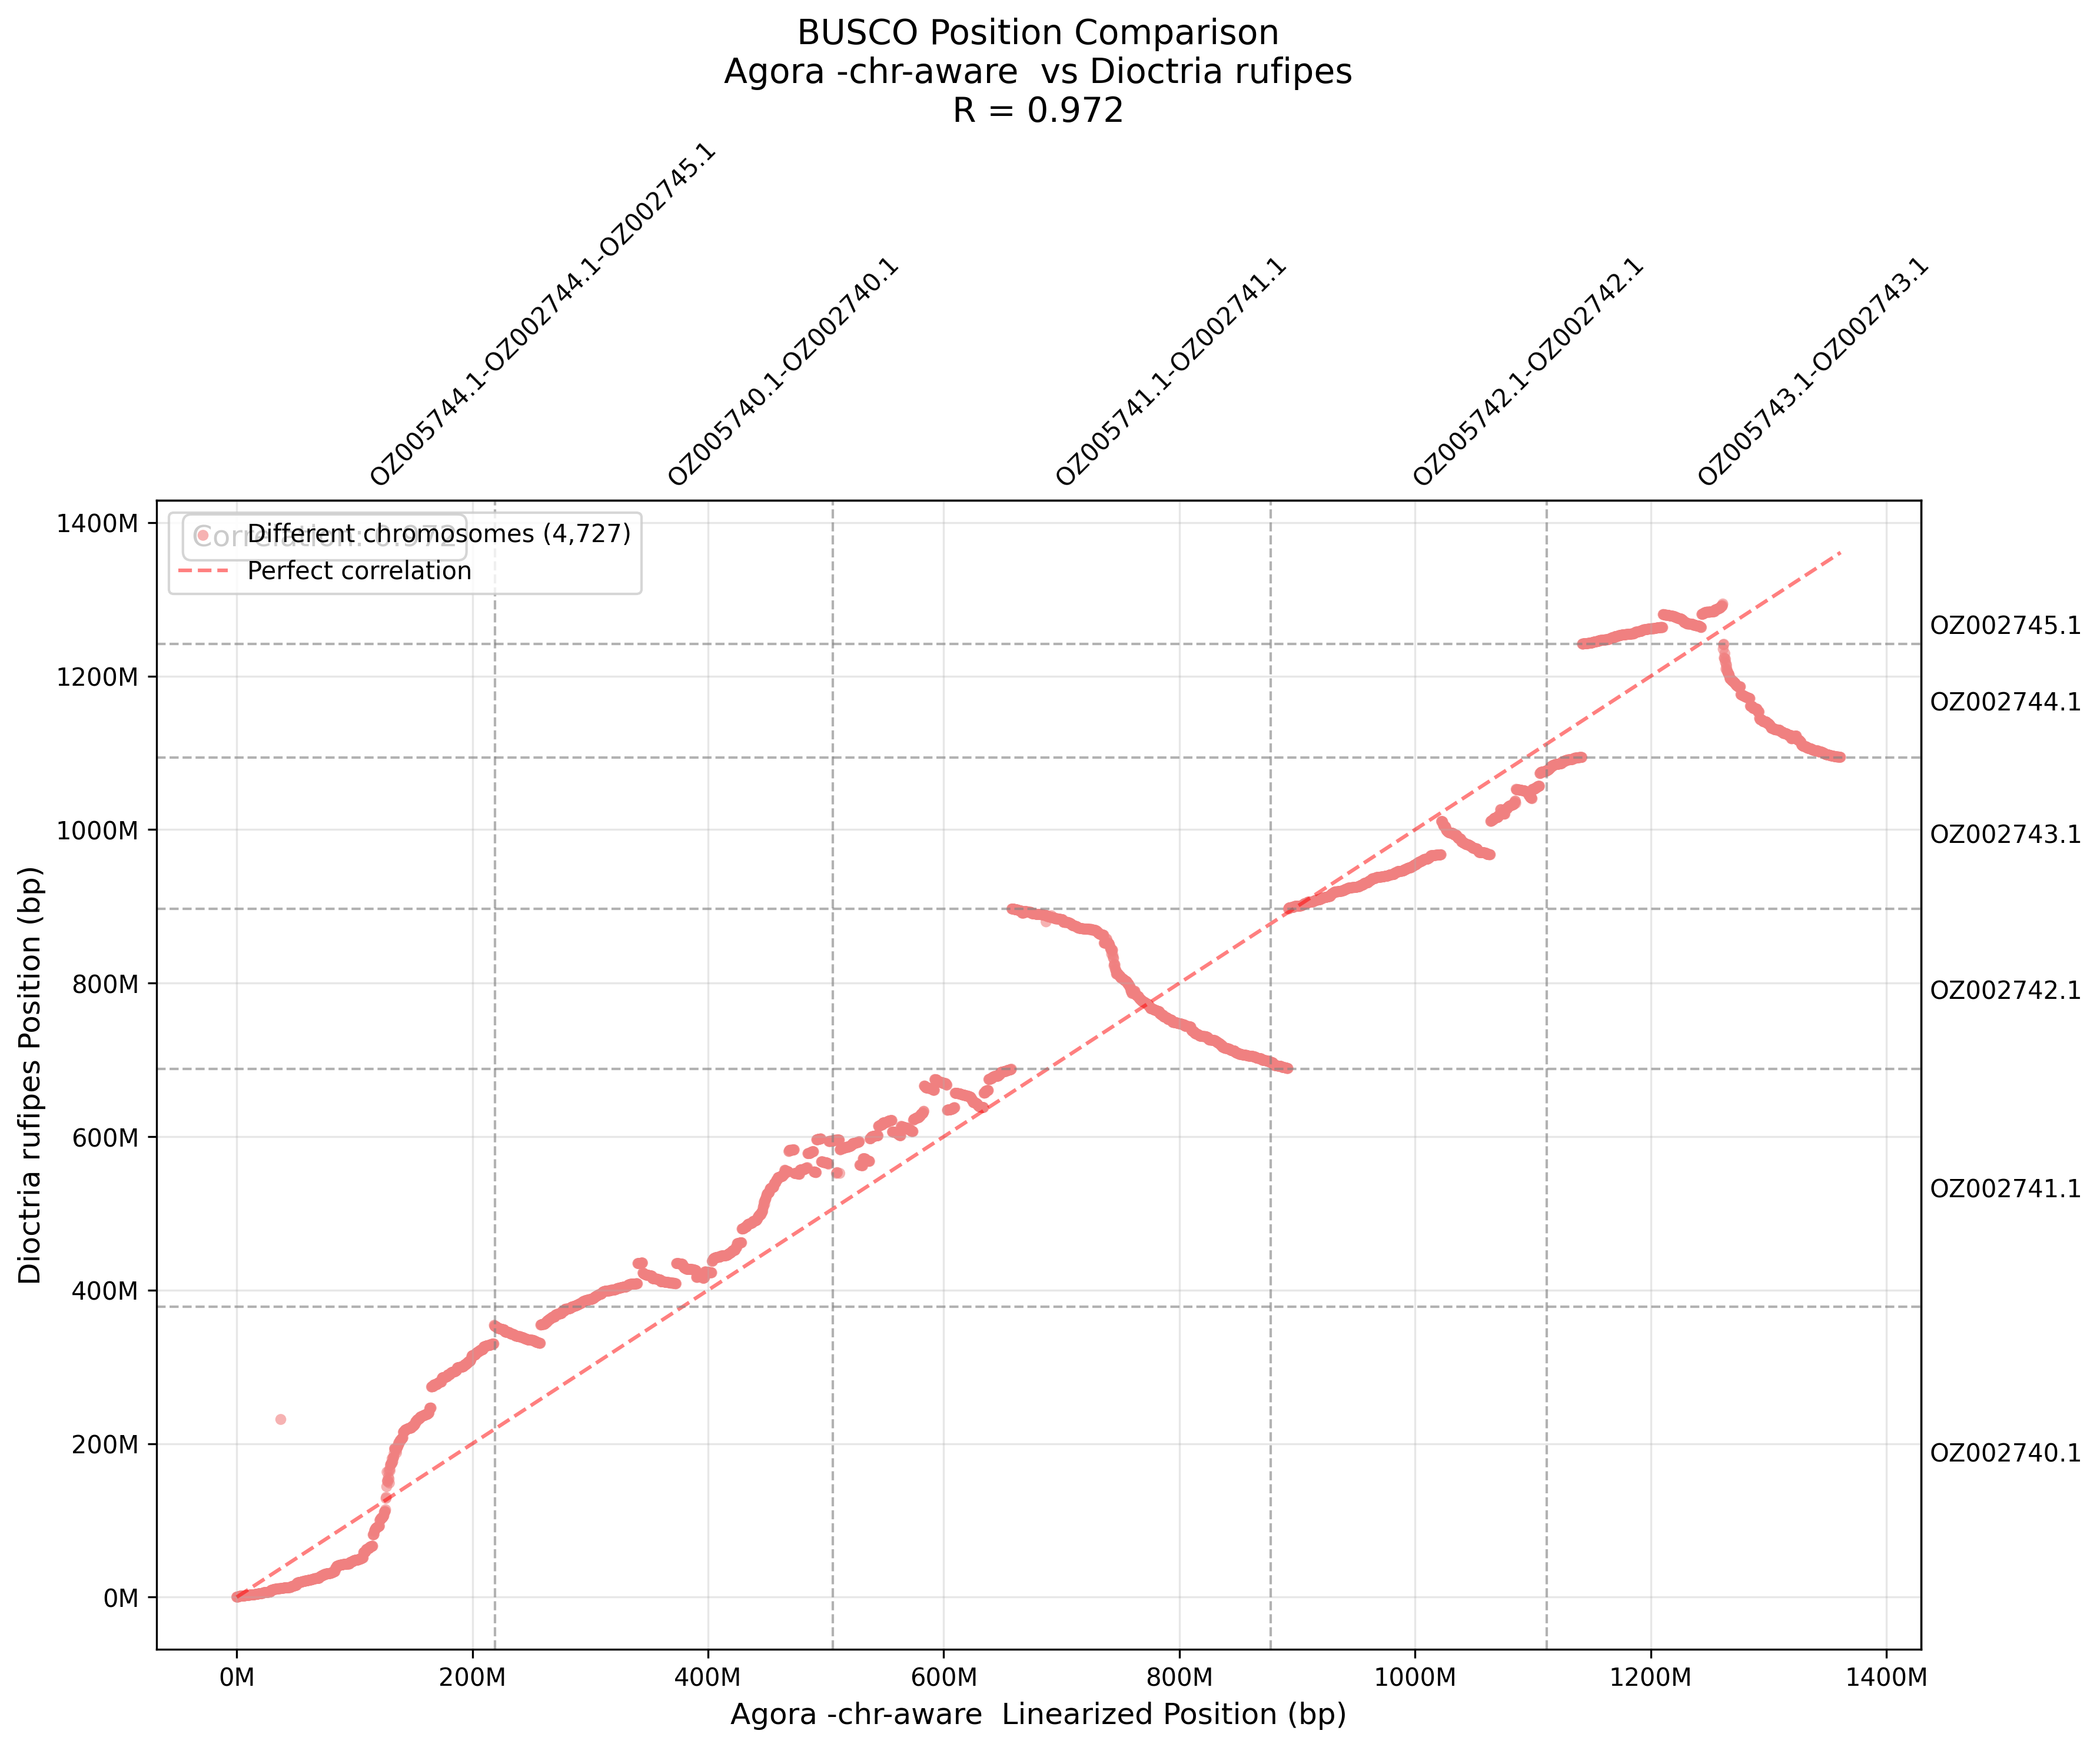 BUSCO Position Comparison
Agora -chr-aware  vs Dioctria rufipes
R = 0.972
OZ005744.1-OZ002744.1-OZ002745.1
OZ005740.1-OZ002740.1
OZ005741.1-OZ002741.1
OZ005742.1-OZ002742.1
OZ005743.1-OZ002743.1
Correlation: 0.972
Different chromosomes (4,727)
Perfect correlation
1400M
1200M
1000M
800M
600M
400M
200M
0M
Dioctria rufipes Position (bp)
OZ002745.1
OZ002744.1
OZ002743.1
OZ002742.1
OZ002741.1
OZ002740.1
0M
200M
400M
600M
800M
1000M
1200M
1400M
Agora -chr-aware  Linearized Position (bp)